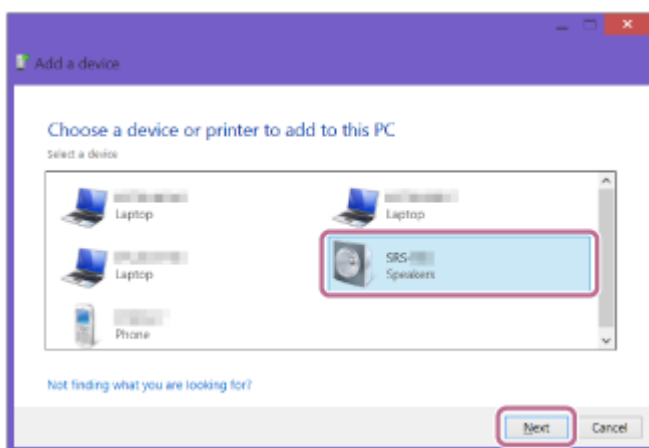 Add a device
Choose a device or printer to add to this PC
Select a device
Laptop
Laptop
Laptop
SRS-
Speakers
Phone
Not finding what you are looking for?
Next
Cancel